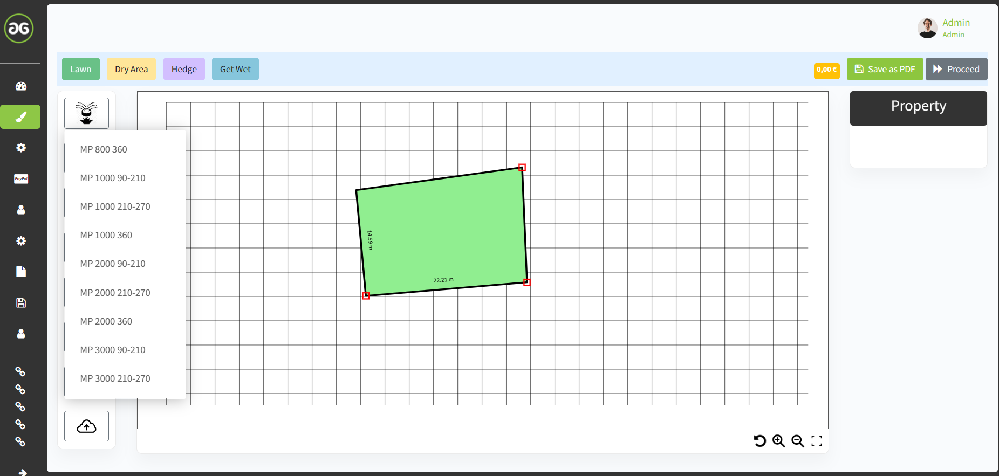 Admin
Admin
Lawn
Dry Area
Hedge
Get Wet
0,00 €
Save as PDF
Proceed
Property
MP 800 360
MP 1000 90-210
MP 1000 210-270
MP 1000 360
MP 2000 90-210
MP 2000 210-270
MP 2000 360
MP 3000 90-210
MP 3000 210-270
14.59 m
22.21 m
PayPal